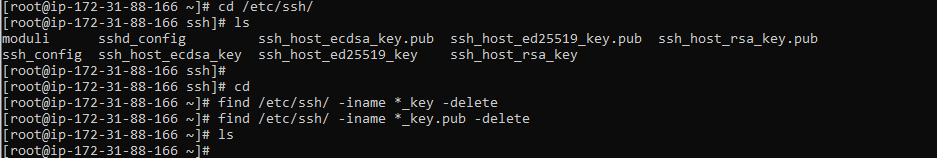 [root@ip-172-31-88-166 ~]# cd /etc/ssh/
[root@ip-172-31-88-166 ssh]# ls
moduli      sshd_config         ssh_host_ecdsa_key.pub  ssh_host_ed25519_key.pub  ssh_host_rsa_key.pub
ssh_config  ssh_host_ecdsa_key  ssh_host_ed25519_key    ssh_host_rsa_key
[root@ip-172-31-88-166 ssh]#
[root@ip-172-31-88-166 ssh]# cd
[root@ip-172-31-88-166 ~]# find /etc/ssh/ -iname *_key -delete
[root@ip-172-31-88-166 ~]# find /etc/ssh/ -iname *_key.pub -delete
[root@ip-172-31-88-166 ~]# ls
[root@ip-172-31-88-166 ~]#